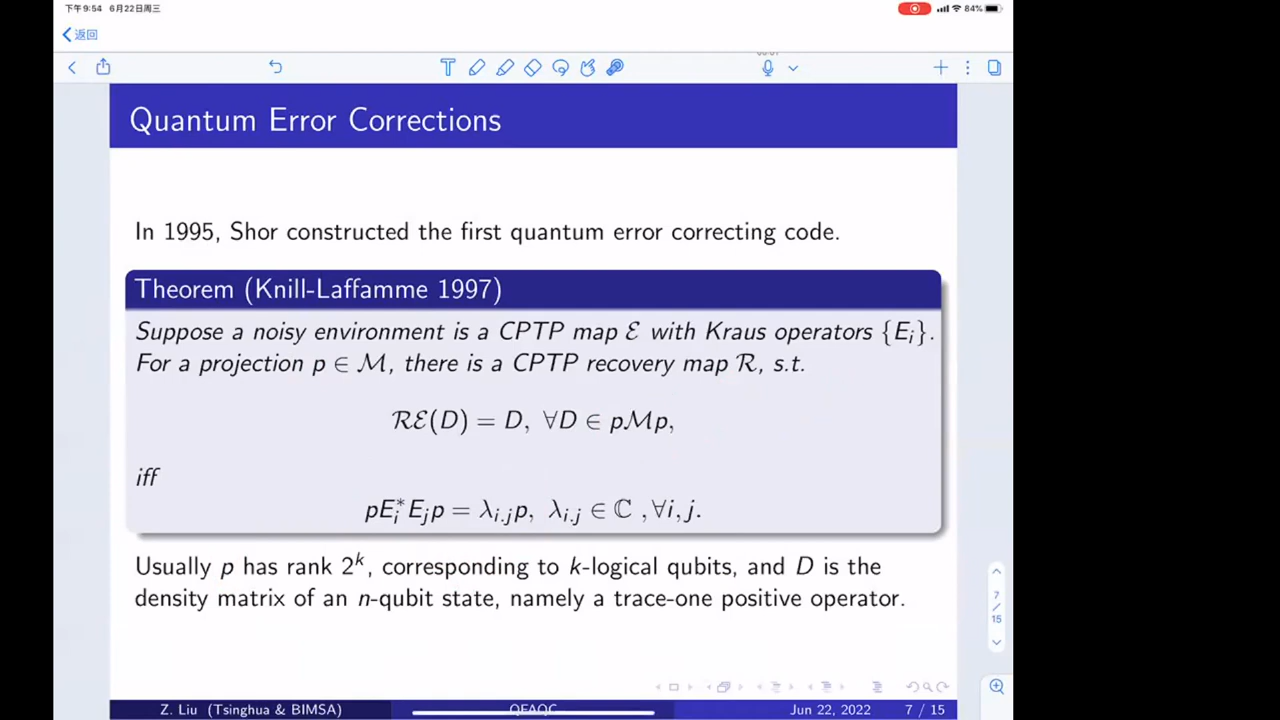 下午9:54 6月22日周三
84%
返回
Quantum Error Corrections
In 1995, Shor constructed the first quantum error correcting code.
Theorem (Knill-Laffamme 1997)
Suppose a noisy environment is a CPTP map ℰ with Kraus operators {E_i}.
For a projection p ∈ ℳ, there is a CPTP recovery map ℛ, s.t.
ℛℰ(D) = D, ∀D ∈ pℳp,
iff
pE_i^*E_jp = λ_{i.j}p, λ_{i.j} ∈ ℂ ,∀i, j.
Usually p has rank 2^k, corresponding to k-logical qubits, and D is the
density matrix of an n-qubit state, namely a trace-one positive operator.
7
/
15
Z. Liu (Tsinghua & BIMSA) QFAQC Jun 22, 2022 7 / 15